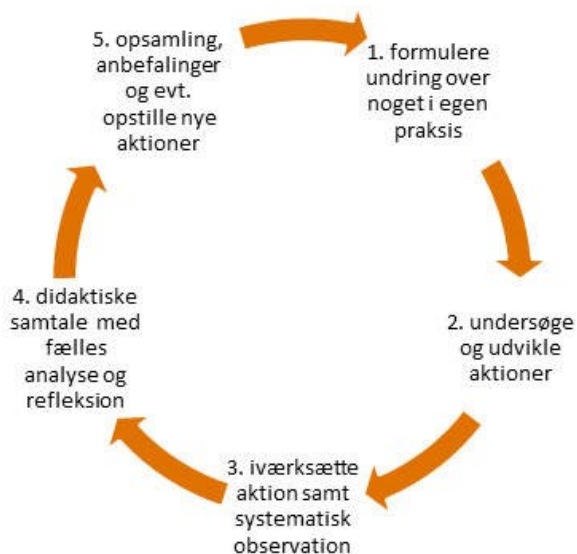 1. formulere
undring over
noget i egen
praksis
2. undersøge
og udvikle
aktioner
3. iværksætte
aktion samt
systematisk
observation
4. didaktiske
samtale med
fælles
analyse og
refleksion
5. opsamling,
anbefalinger
og evt.
opstille nye
aktioner